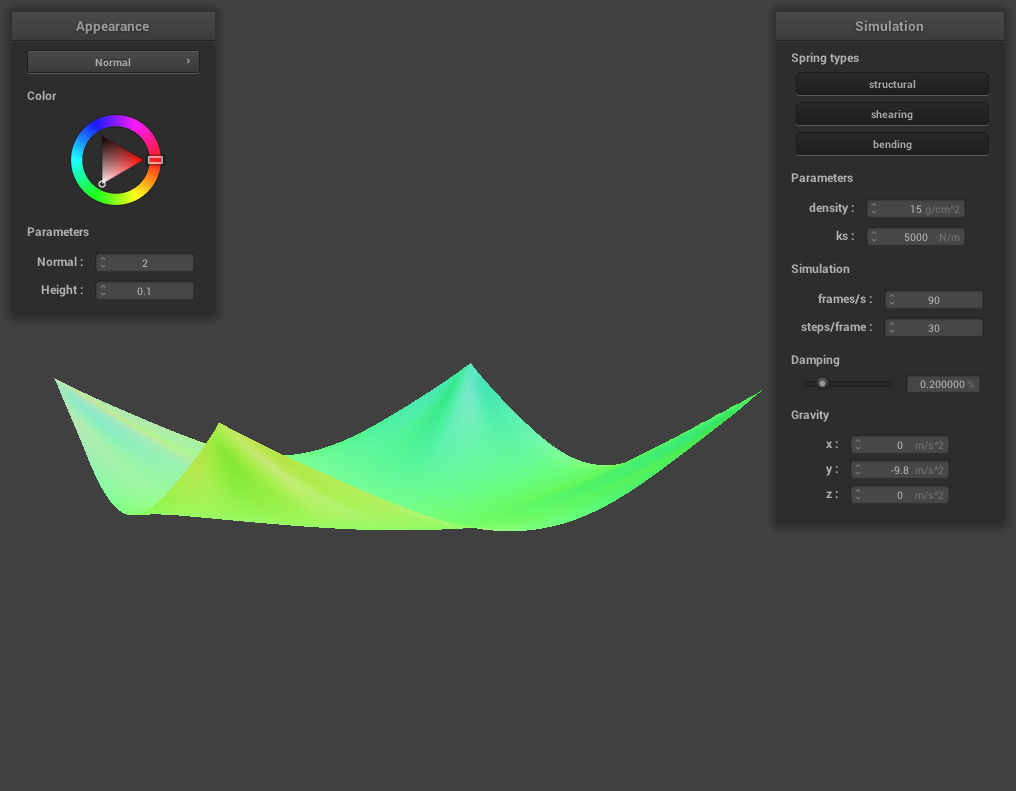 Appearance
Normal ›
Color
Parameters
Normal : 2
Height : 0.1
Simulation
Spring types
structural
shearing
bending
Parameters
density : 15 g/cm^2
ks : 5000 N/m
Simulation
frames/s : 90
steps/frame : 30
Damping
0.200000 %
Gravity
x : 0 m/s^2
y : -9.8 m/s^2
z : 0 m/s^2